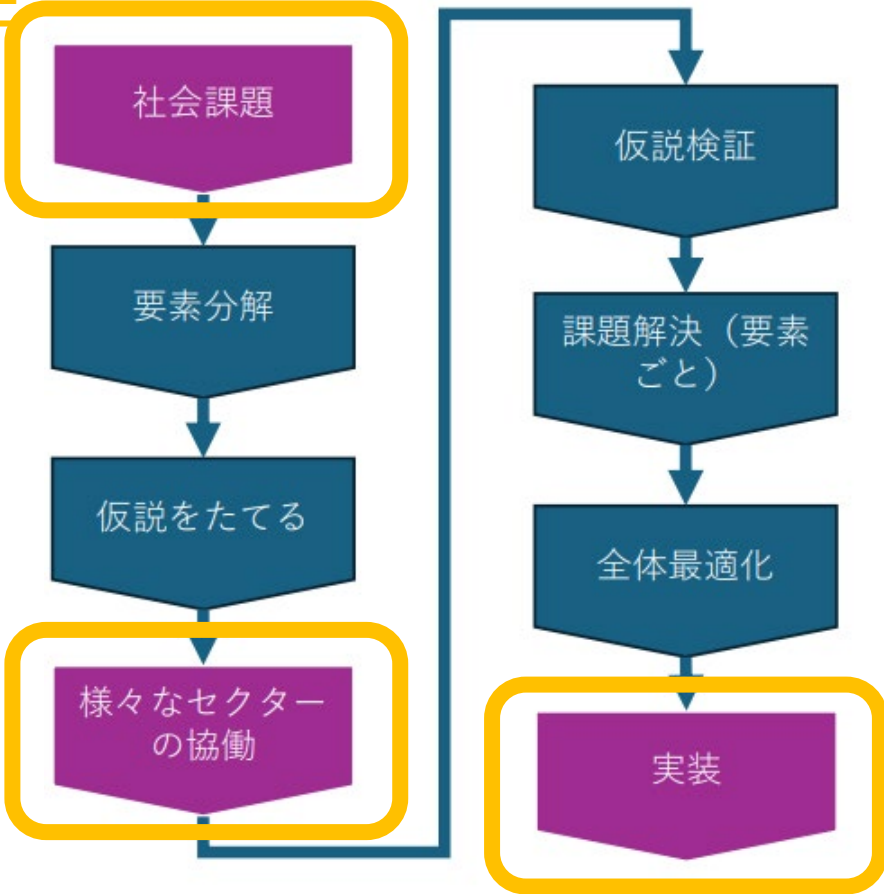 社会課題
要素分解
仮説をたてる
様々なセクター
の協働
仮説検証
課題解決（要素
ごと）
全体最適化
実装